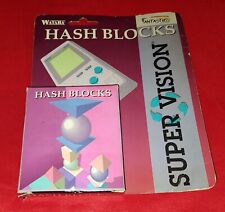 WATARA
FANTASTIC
HASH BLOCKS
HASH BLOCKS
SUPER VISION